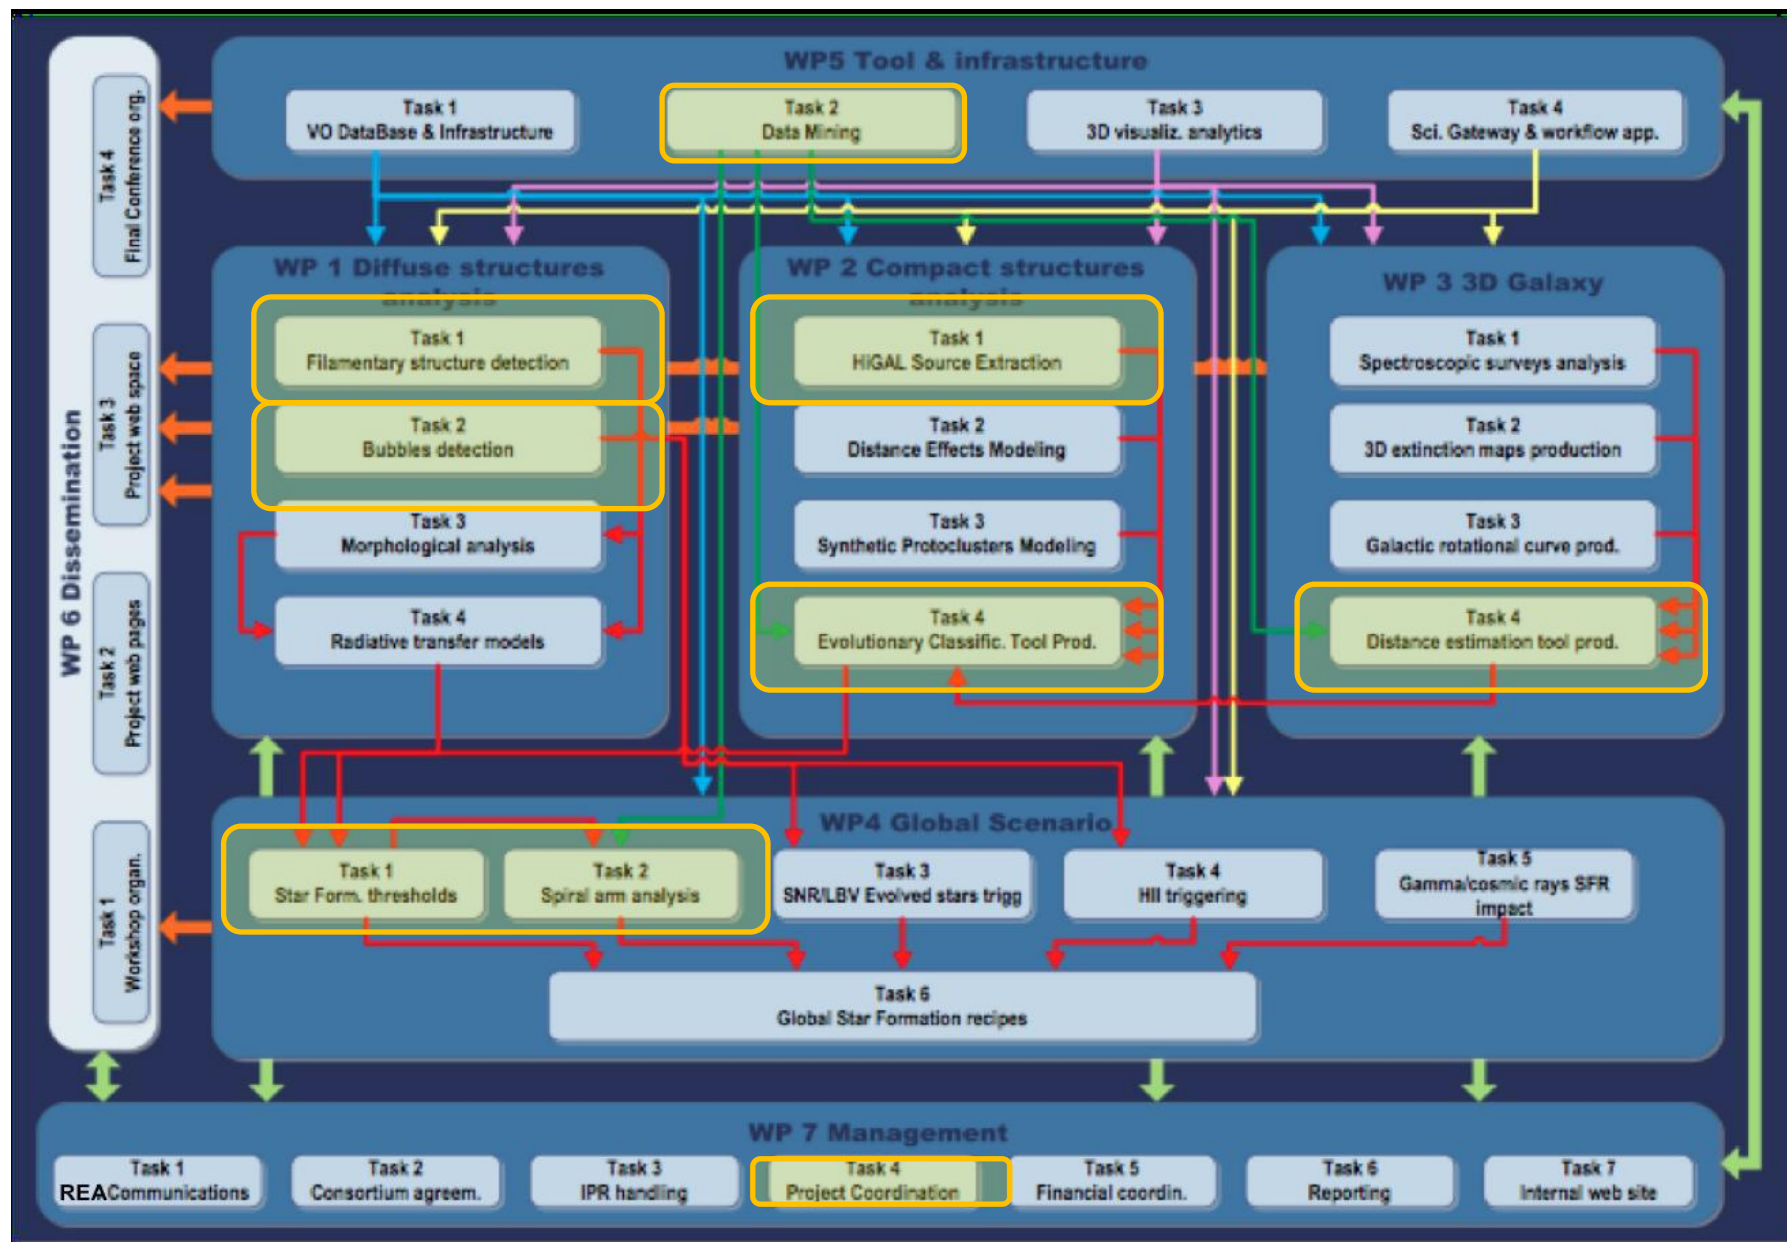 WP5 Tool & infrastructure
Task 1
VO DataBase & Infrastructure
Task 2
Data Mining
Task 3
3D visualiz. analytics
Task 4
Sci. Gateway & workflow app.
WP 6 Dissemination
Task 4
Final Conference org.
Task 3
Project web space
Task 2
Project web pages
Task 1
Workshop organ.
WP 1 Diffuse structures
analysis
Task 1
Filamentary structure detection
Task 2
Bubbles detection
Task 3
Morphological analysis
Task 4
Radiative transfer models
WP 2 Compact structures
analysis
Task 1
HiGAL Source Extraction
Task 2
Distance Effects Modeling
Task 3
Synthetic Protoclusters Modeling
Task 4
Evolutionary Classific. Tool Prod.
WP 3 3D Galaxy
Task 1
Spectroscopic surveys analysis
Task 2
3D extinction maps production
Task 3
Galactic rotational curve prod.
Task 4
Distance estimation tool prod.
WP4 Global Scenario
Task 1
Star Form. thresholds
Task 2
Spiral arm analysis
Task 3
SNR/LBV Evolved stars trigg
Task 4
HII triggering
Task 5
Gamma/cosmic rays SFR
impact
Task 6
Global Star Formation recipes
WP 7 Management
Task 1
REACommunications
Task 2
Consortium agreem.
Task 3
IPR handling
Task 4
Project Coordination
Task 5
Financial coordin.
Task 6
Reporting
Task 7
Internal web site